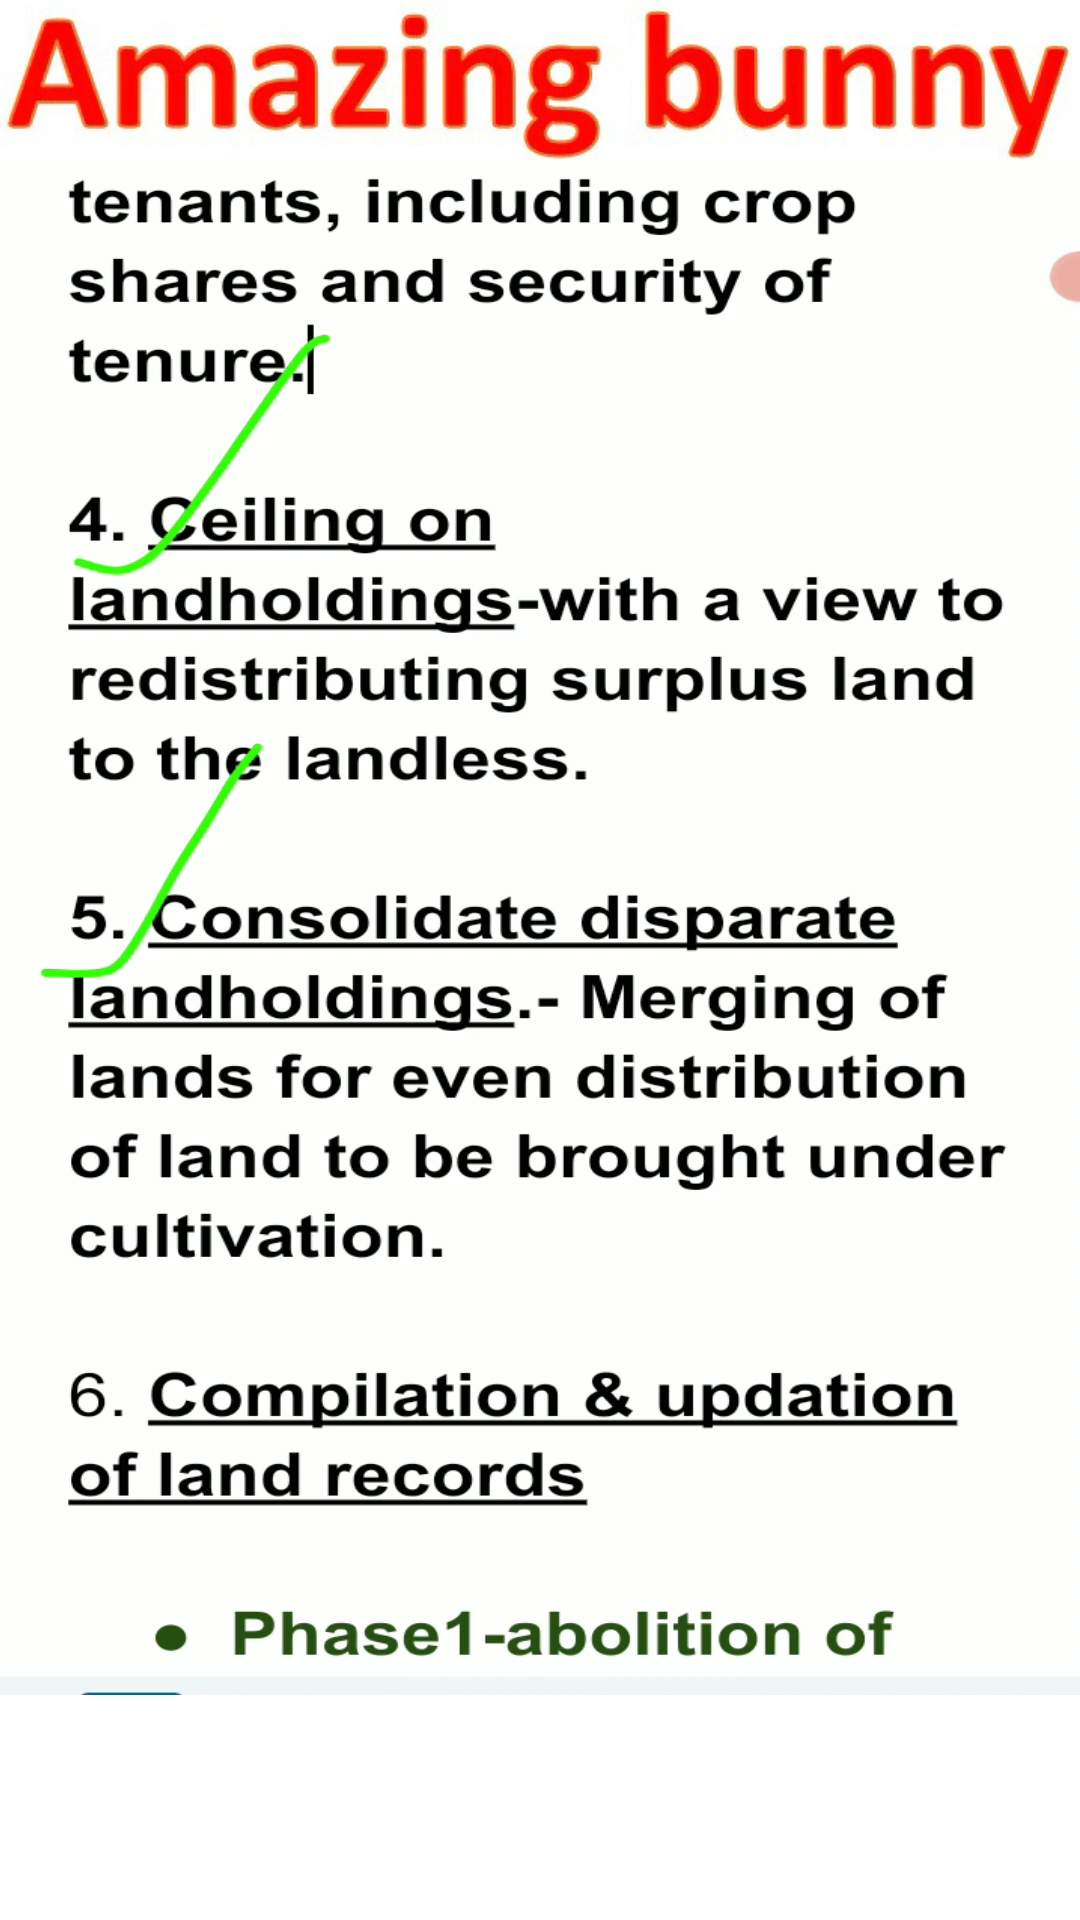 Amazing bunny
tenants, including crop
shares and security of
tenure.
4. Ceiling on
landholdings-with a view to
redistributing surplus land
to the landless.
5. Consolidate disparate
landholdings.- Merging of
lands for even distribution
of land to be brought under
cultivation.
6. Compilation & updation
of land records
● Phase1-abolition of